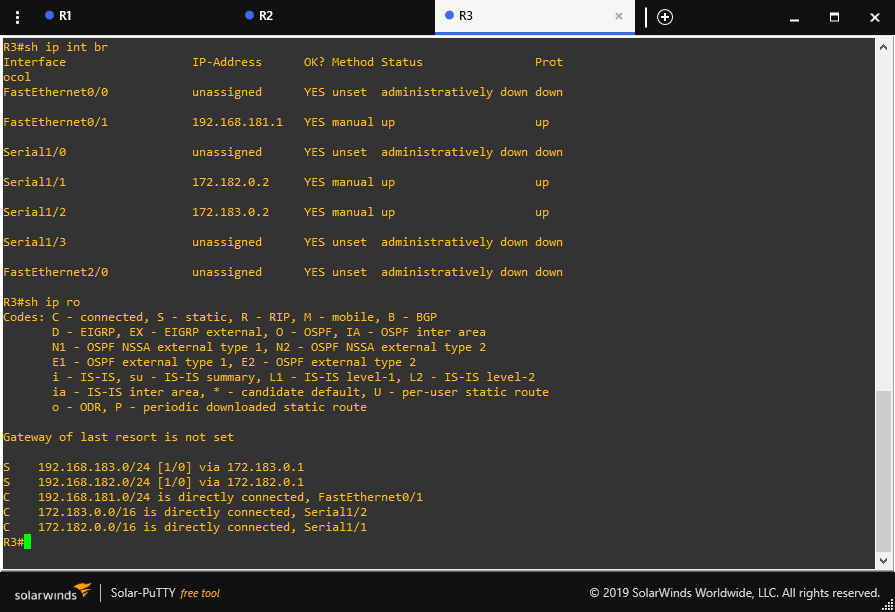 R1 R2 R3
R3#sh ip int br
Interface                  IP-Address      OK? Method Status                Prot
ocol
FastEthernet0/0            unassigned      YES unset  administratively down down
FastEthernet0/1            192.168.181.1   YES manual up                    up
Serial1/0                  unassigned      YES unset  administratively down down
Serial1/1                  172.182.0.2     YES manual up                    up
Serial1/2                  172.183.0.2     YES manual up                    up
Serial1/3                  unassigned      YES unset  administratively down down
FastEthernet2/0            unassigned      YES unset  administratively down down
R3#sh ip ro
Codes: C - connected, S - static, R - RIP, M - mobile, B - BGP
       D - EIGRP, EX - EIGRP external, O - OSPF, IA - OSPF inter area
       N1 - OSPF NSSA external type 1, N2 - OSPF NSSA external type 2
       E1 - OSPF external type 1, E2 - OSPF external type 2
       i - IS-IS, su - IS-IS summary, L1 - IS-IS level-1, L2 - IS-IS level-2
       ia - IS-IS inter area, * - candidate default, U - per-user static route
       o - ODR, P - periodic downloaded static route
Gateway of last resort is not set
S    192.168.183.0/24 [1/0] via 172.183.0.1
S    192.168.182.0/24 [1/0] via 172.182.0.1
C    192.168.181.0/24 is directly connected, FastEthernet0/1
C    172.183.0.0/16 is directly connected, Serial1/2
C    172.182.0.0/16 is directly connected, Serial1/1
R3#
solarwinds Solar-PuTTY free tool © 2019 SolarWinds Worldwide, LLC. All rights reserved.